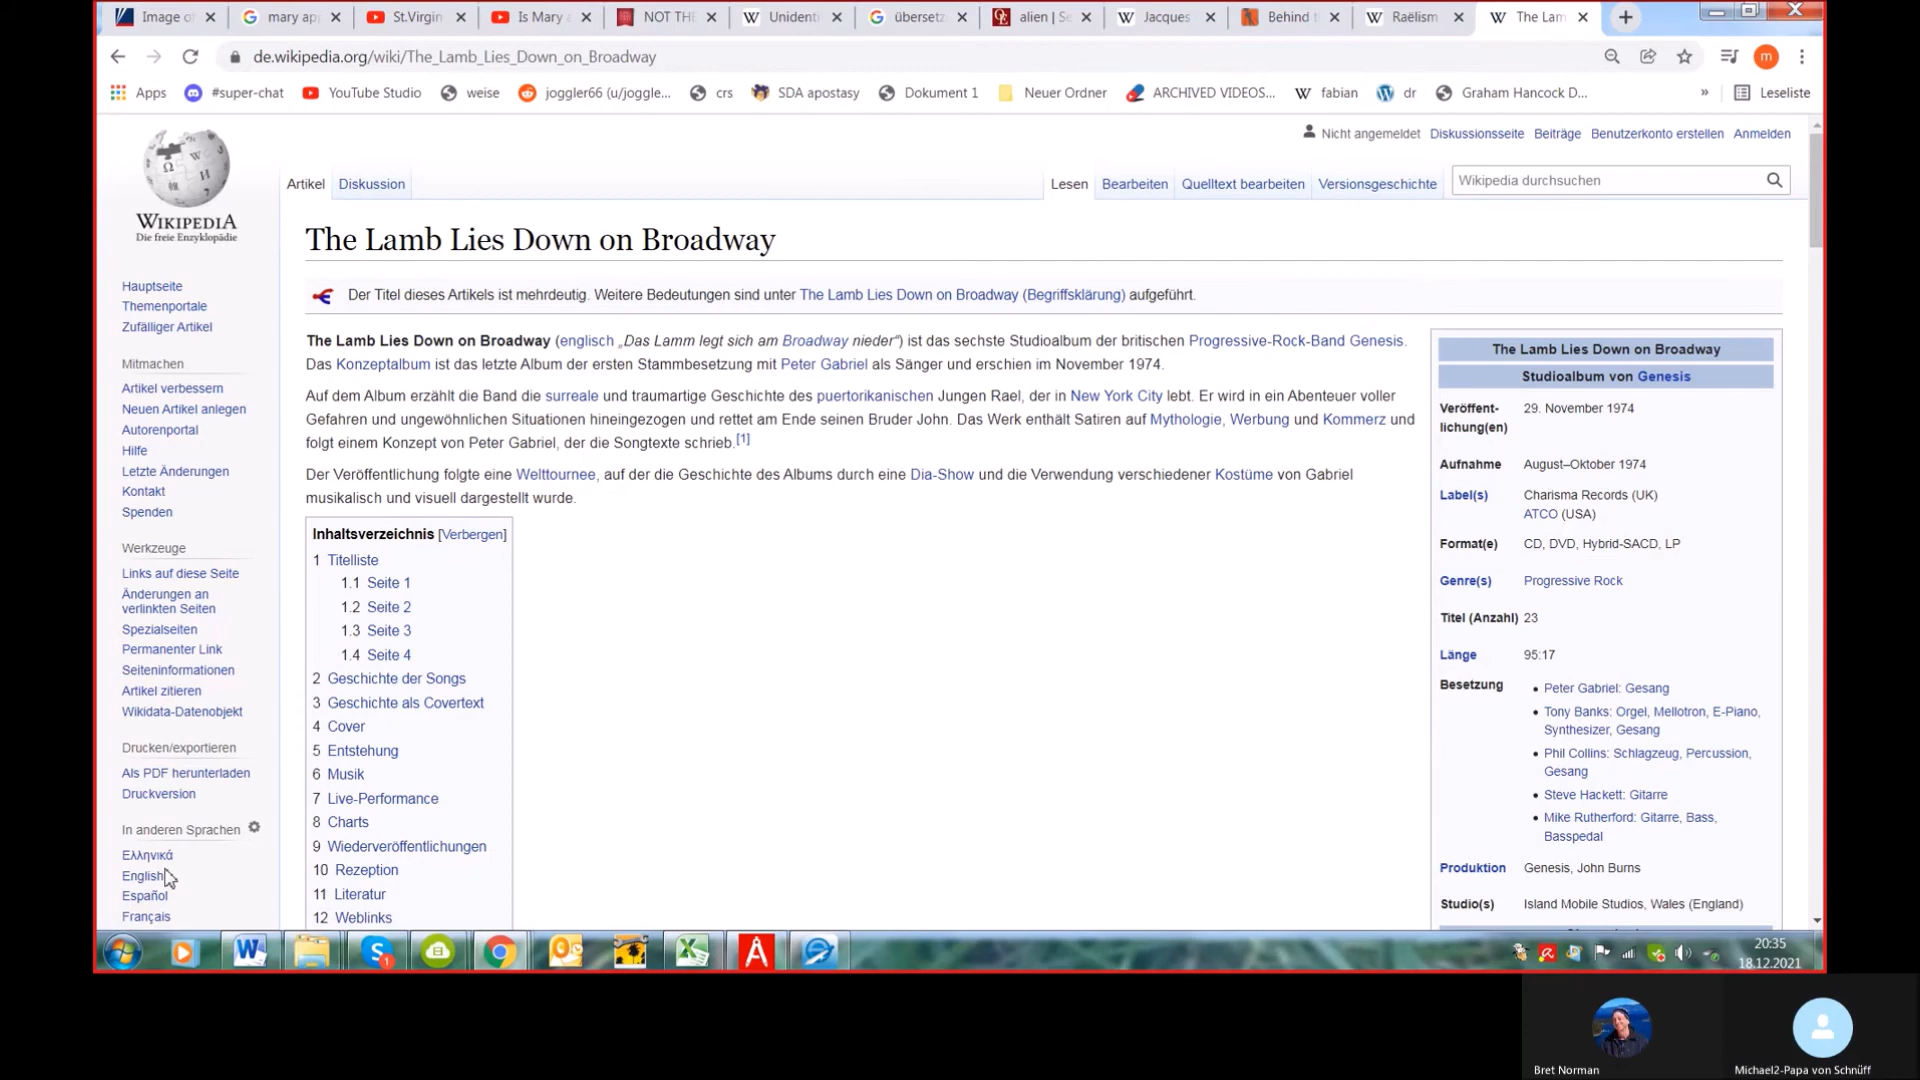 Image of
mary app
St.Virgin
Is Mary a
NOT THE
Unidenti
übersetz
alien | Se
Jacques
Behind t
Raëlism
The Lam
de.wikipedia.org/wiki/The_Lamb_Lies_Down_on_Broadway
m
Apps
#super-chat
YouTube Studio
weise
joggler66 (u/joggle...
crs
SDA apostasy
Dokument 1
Neuer Ordner
ARCHIVED VIDEOS...
fabian
dr
Graham Hancock D...
»
Leseliste
Nicht angemeldet Diskussionsseite Beiträge Benutzerkonto erstellen Anmelden
WIKIPEDIA
Die freie Enzyklopädie
Artikel Diskussion
Lesen Bearbeiten Quelltext bearbeiten Versionsgeschichte
Wikipedia durchsuchen
Hauptseite
Themenportale
Zufälliger Artikel
Mitmachen
Artikel verbessern
Neuen Artikel anlegen
Autorenportal
Hilfe
Letzte Änderungen
Kontakt
Spenden
Werkzeuge
Links auf diese Seite
Änderungen an
verlinkten Seiten
Spezialseiten
Permanenter Link
Seiteninformationen
Artikel zitieren
Wikidata-Datenobjekt
Drucken/exportieren
Als PDF herunterladen
Druckversion
In anderen Sprachen
Ελληνικά
English
Español
Français
The Lamb Lies Down on Broadway
Der Titel dieses Artikels ist mehrdeutig. Weitere Bedeutungen sind unter The Lamb Lies Down on Broadway (Begriffsklärung) aufgeführt.
The Lamb Lies Down on Broadway (englisch „Das Lamm legt sich am Broadway nieder“) ist das sechste Studioalbum der britischen Progressive-Rock-Band Genesis.
Das Konzeptalbum ist das letzte Album der ersten Stammbesetzung mit Peter Gabriel als Sänger und erschien im November 1974.
Auf dem Album erzählt die Band die surreale und traumartige Geschichte des puertorikanischen Jungen Rael, der in New York City lebt. Er wird in ein Abenteuer voller
Gefahren und ungewöhnlichen Situationen hineingezogen und rettet am Ende seinen Bruder John. Das Werk enthält Satiren auf Mythologie, Werbung und Kommerz und
folgt einem Konzept von Peter Gabriel, der die Songtexte schrieb.[1]
Der Veröffentlichung folgte eine Welttournee, auf der die Geschichte des Albums durch eine Dia-Show und die Verwendung verschiedener Kostüme von Gabriel
musikalisch und visuell dargestellt wurde.
Inhaltsverzeichnis [Verbergen]
1 Titelliste
1.1 Seite 1
1.2 Seite 2
1.3 Seite 3
1.4 Seite 4
2 Geschichte der Songs
3 Geschichte als Covertext
4 Cover
5 Entstehung
6 Musik
7 Live-Performance
8 Charts
9 Wiederveröffentlichungen
10 Rezeption
11 Literatur
12 Weblinks
The Lamb Lies Down on Broadway
Studioalbum von Genesis
Veröffent-
lichung(en)
29. November 1974
Aufnahme August–Oktober 1974
Label(s) Charisma Records (UK)
ATCO (USA)
Format(e) CD, DVD, Hybrid-SACD, LP
Genre(s) Progressive Rock
Titel (Anzahl) 23
Länge 95:17
Besetzung
• Peter Gabriel: Gesang
• Tony Banks: Orgel, Mellotron, E-Piano,
Synthesizer, Gesang
• Phil Collins: Schlagzeug, Percussion,
Gesang
• Steve Hackett: Gitarre
• Mike Rutherford: Gitarre, Bass,
Basspedal
Produktion Genesis, John Burns
Studio(s) Island Mobile Studios, Wales (England)
20:35
18.12.2021
Bret Norman
Michael2-Papa von Schnüff